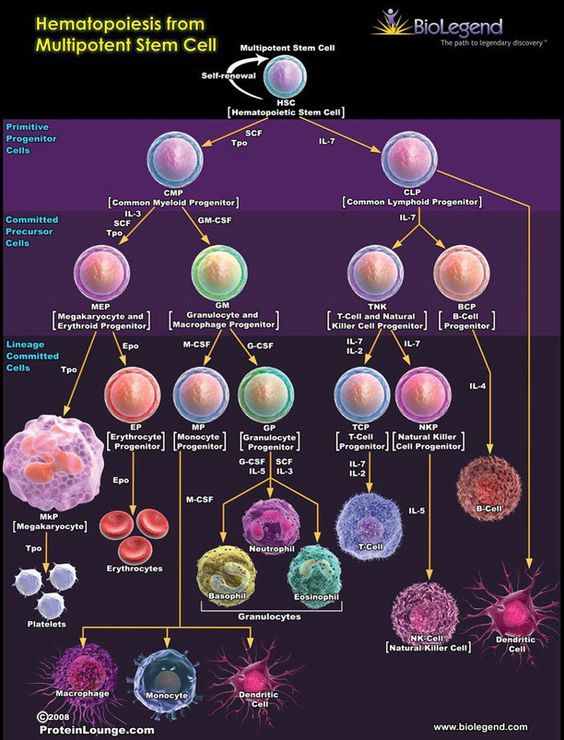 Hematopoiesis from
Multipotent Stem Cell
BioLegend
The path to legendary discovery™
Multipotent Stem Cell
Self-renewal
HSC
[Hematopoietic Stem Cell]
Primitive
Progenitor
Cells
SCF
Tpo
IL-7
CMP
[Common Myeloid Progenitor]
CLP
[Common Lymphoid Progenitor]
Committed
Precursor
Cells
IL-3
SCF
Tpo
GM-CSF
IL-7
MEP
[Megakaryocyte and
Erythroid Progenitor]
GM
[Granulocyte and
Macrophage Progenitor]
TNK
[T-Cell and Natural
Killer Cell Progenitor]
BCP
[B-Cell
Progenitor]
Lineage
Committed
Cells
Tpo
Epo
M-CSF
G-CSF
IL-7
IL-2
IL-7
IL-4
EP
[Erythrocyte
Progenitor]
MP
[Monocyte
Progenitor]
GP
[Granulocyte
Progenitor]
TCP
[T-Cell
Progenitor]
NKP
[Natural Killer
Cell Progenitor]
MkP
[Megakaryocyte]
Epo
M-CSF
G-CSF
IL-5
SCF
IL-3
IL-7
IL-2
IL-5
B-Cell
Tpo
Erythrocytes
Neutrophil
T-Cell
Basophil
Eosinophil
Granulocytes
Platelets
NK-Cell
[Natural Killer Cell]
Dendritic
Cell
Macrophage
Monocyte
Dendritic
Cell
©2008
ProteinLounge.com
www.biolegend.com